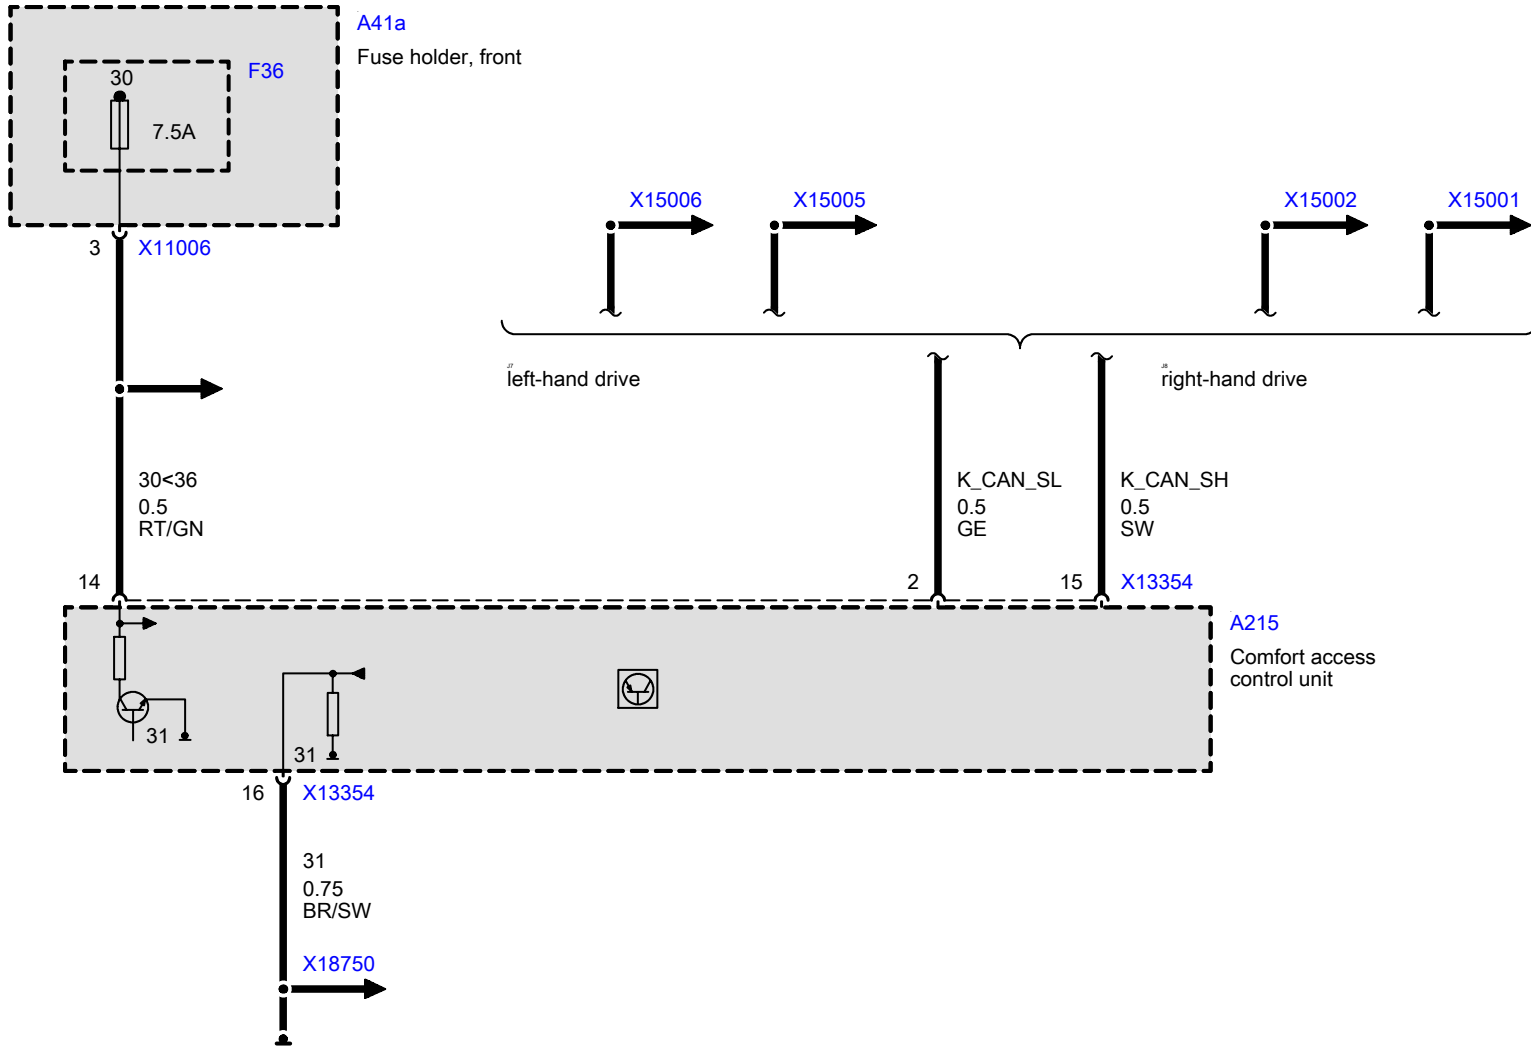 A41a
Fuse holder, front
F36
30
7.5A
X15006
X15005
X15002
X15001
3
X11006
J7
left-hand drive
J8
right-hand drive
30<36
0.5
RT/GN
K_CAN_SL
0.5
GE
K_CAN_SH
0.5
SW
14
2
15
X13354
A215
Comfort access
control unit
31
31
16
X13354
31
0.75
BR/SW
X18750